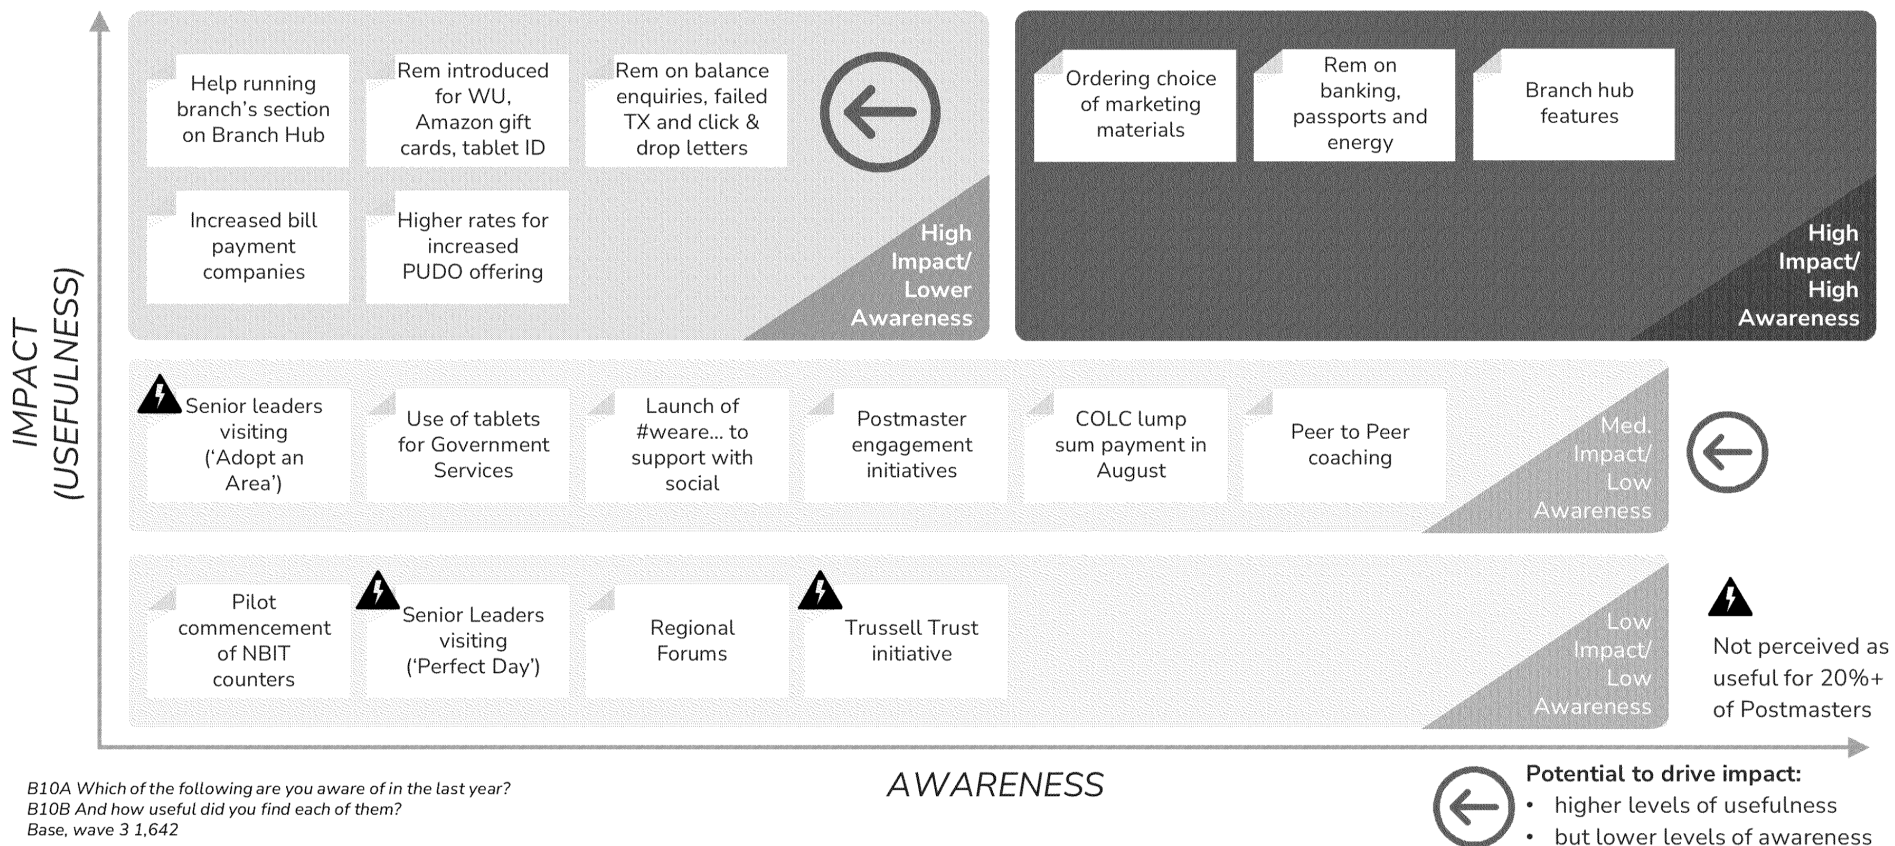 Help running
branch's section
on Branch Hub
Rem introduced
for WU,
Amazon gift
cards, tablet ID
Rem on balance
enquiries, failed
TX and click &
drop letters
Increased bill
payment
companies
Higher rates for
increased
PUDO offering
High
Impact/
Lower
Awareness
Ordering choice
of marketing
materials
Rem on
banking,
passports and
energy
Branch hub
features
High
Impact/
High
Awareness
IMPACT
(USEFULNESS)
Senior leaders
visiting
('Adopt an
Area')
Use of tablets
for Government
Services
Launch of
#weare... to
support with
social
Postmaster
engagement
initiatives
COLC lump
sum payment in
August
Peer to Peer
coaching
Med.
Impact/
Low
Awareness
Pilot
commencement
of NBIT
counters
Senior Leaders
visiting
('Perfect Day')
Regional
Forums
Trussell Trust
initiative
Low
Impact/
Low
Awareness
Not perceived as
useful for 20%+
of Postmasters
AWARENESS
B10A Which of the following are you aware of in the last year?
B10B And how useful did you find each of them?
Base, wave 3 1,642
Potential to drive impact:
• higher levels of usefulness
• but lower levels of awareness